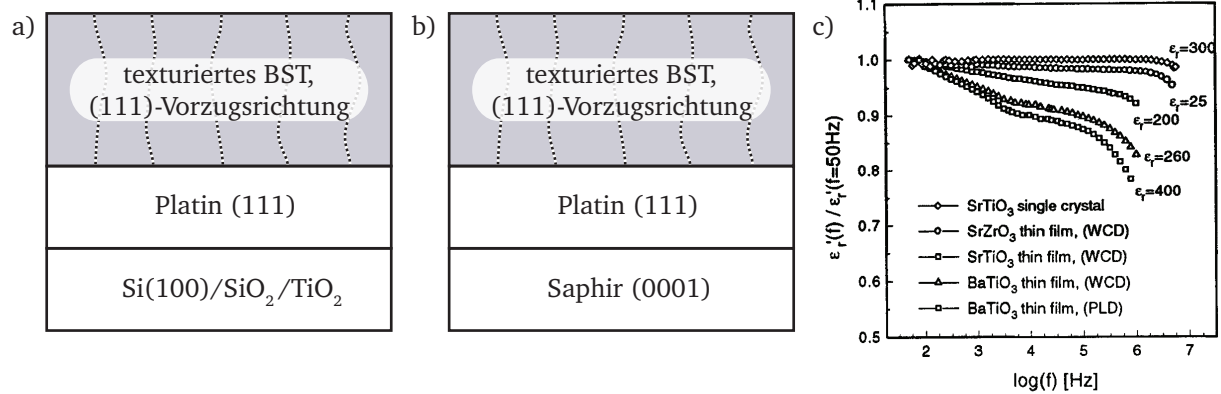 a)
texturiertes BST,
(111)-Vorzugsrichtung
Platin (111)
Si(100)/SiO₂/TiO₂
b)
texturiertes BST,
(111)-Vorzugsrichtung
Platin (111)
Saphir (0001)
c)
εᵣ'(f) / εᵣ'(f=50Hz)
1.1
1.0
0.9
0.8
0.7
0.6
0.5
εᵣ=300
εᵣ=25
εᵣ=200
εᵣ=260
εᵣ=400
SrTiO₃ single crystal
SrZrO₃ thin film, (WCD)
SrTiO₃ thin film, (WCD)
BaTiO₃ thin film, (WCD)
BaTiO₃ thin film, (PLD)
2 3 4 5 6 7
log(f) [Hz]